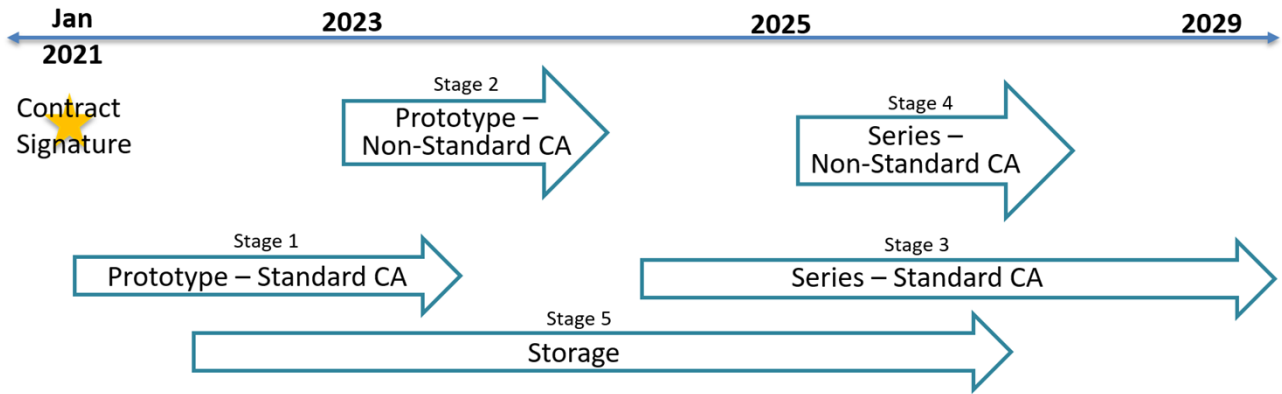 Jan
2021
2023
2025
2029
Contract
Signature
Stage 2
Prototype –
Non-Standard CA
Stage 4
Series –
Non-Standard CA
Stage 1
Prototype – Standard CA
Stage 3
Series – Standard CA
Stage 5
Storage